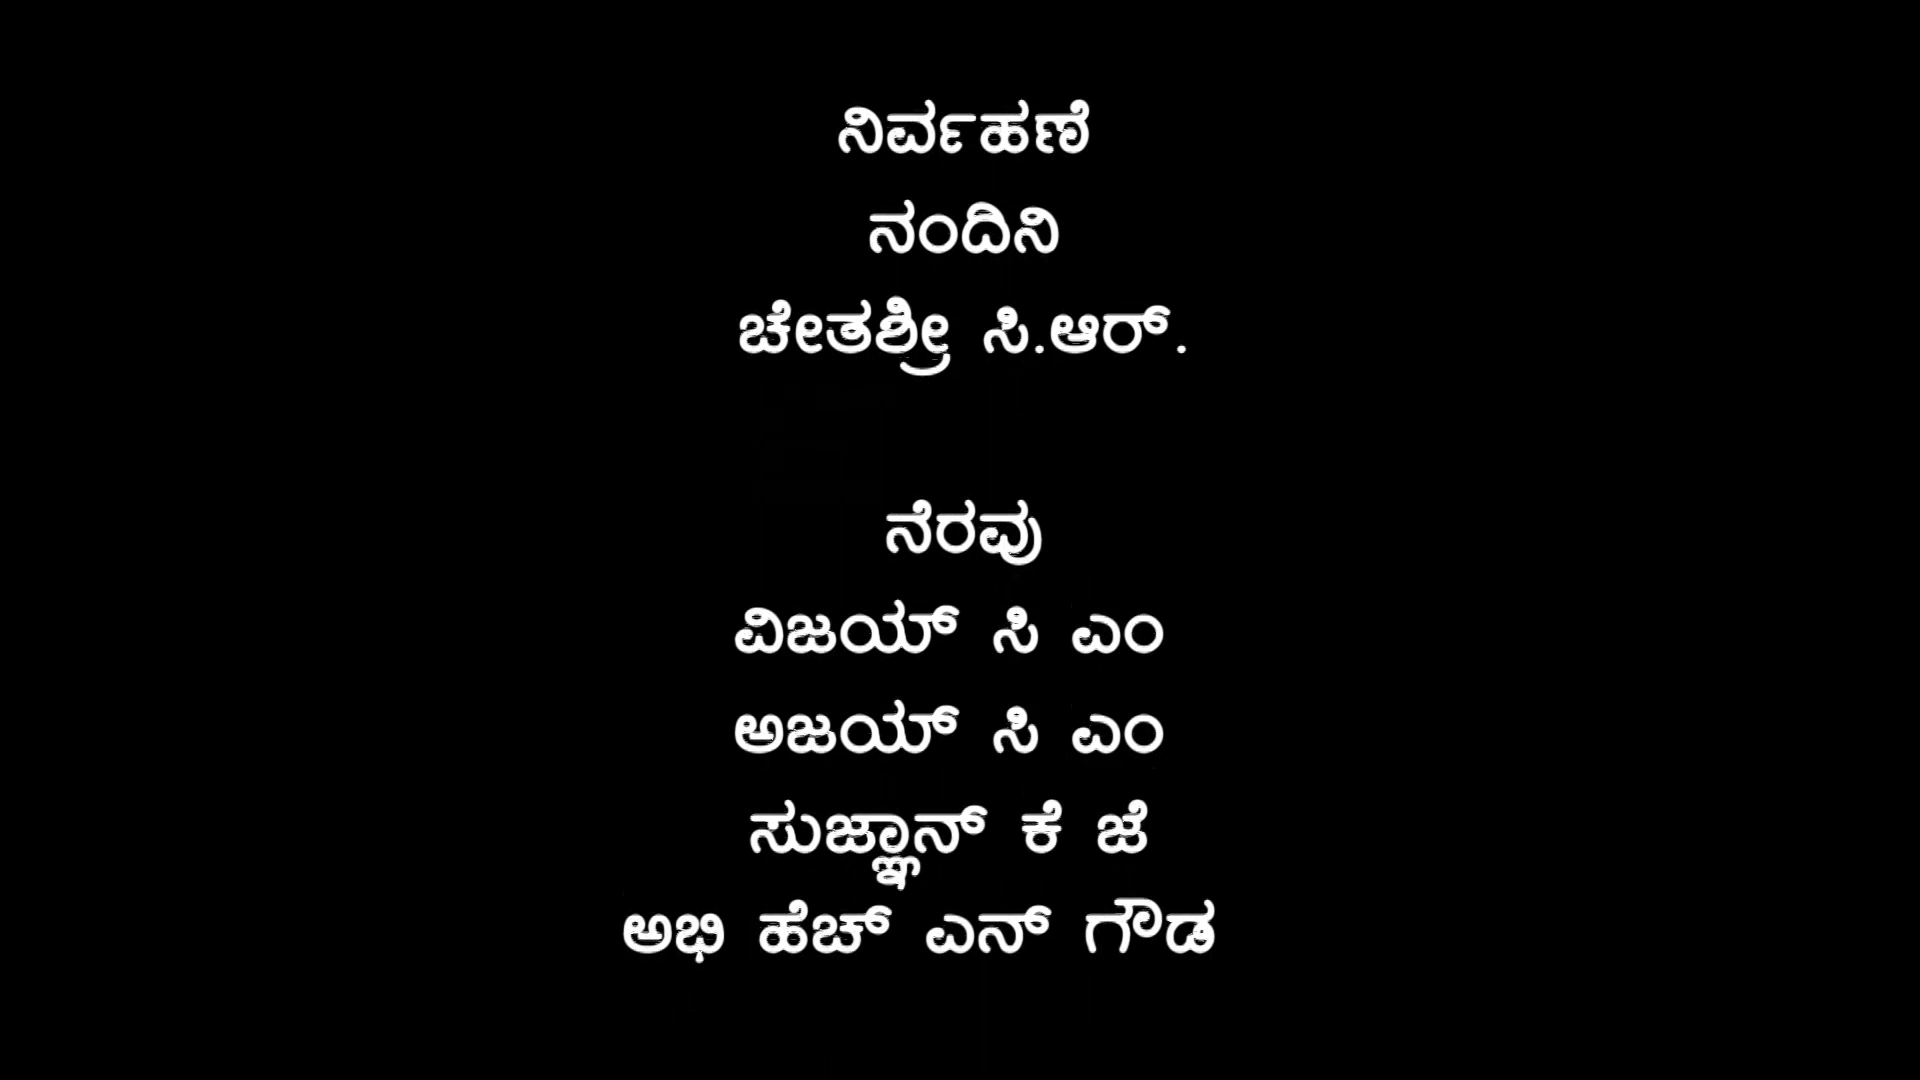 ನಿರ್ವಹಣೆ
ನಂದಿನಿ
ಚೇತಶ್ರೀ ಸಿ.ಆರ್.
ನೆರವು
ವಿಜಯ್ ಸಿ ಎಂ
ಅಜಯ್ ಸಿ ಎಂ
ಸುಜ್ಞಾನ್ ಕೆ ಜೆ
ಅಭಿ ಹೆಚ್ ಎನ್ ಗೌಡ